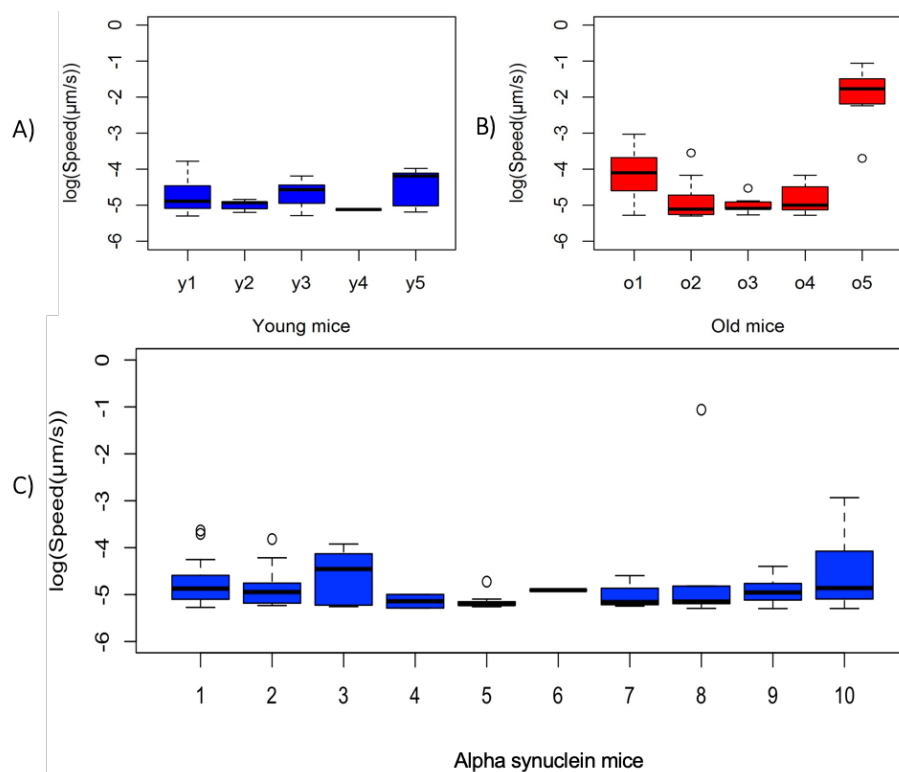 A)
log(Speed(µm/s))
0
-1
-2
-3
-4
-5
-6
y1 y2 y3 y4 y5
Young mice
B)
log(Speed(µm/s))
0
-1
-2
-3
-4
-5
-6
o1 o2 o3 o4 o5
Old mice
C)
log(Speed(µm/s))
0
-1
-2
-3
-4
-5
-6
1 2 3 4 5 6 7 8 9 10
Alpha synuclein mice